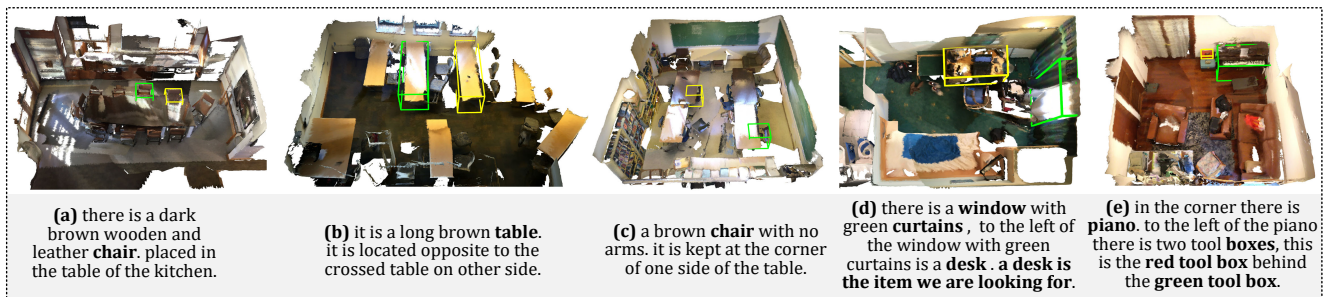 (a) there is a dark
brown wooden and
leather chair. placed in
the table of the kitchen.
(b) it is a long brown table.
it is located opposite to the
crossed table on other side.
(c) a brown chair with no
arms. it is kept at the corner
of one side of the table.
(d) there is a window with
green curtains , to the left of
the window with green
curtains is a desk . a desk is
the item we are looking for.
(e) in the corner there is
piano. to the left of the piano
there is two tool boxes, this
is the red tool box behind
the green tool box.